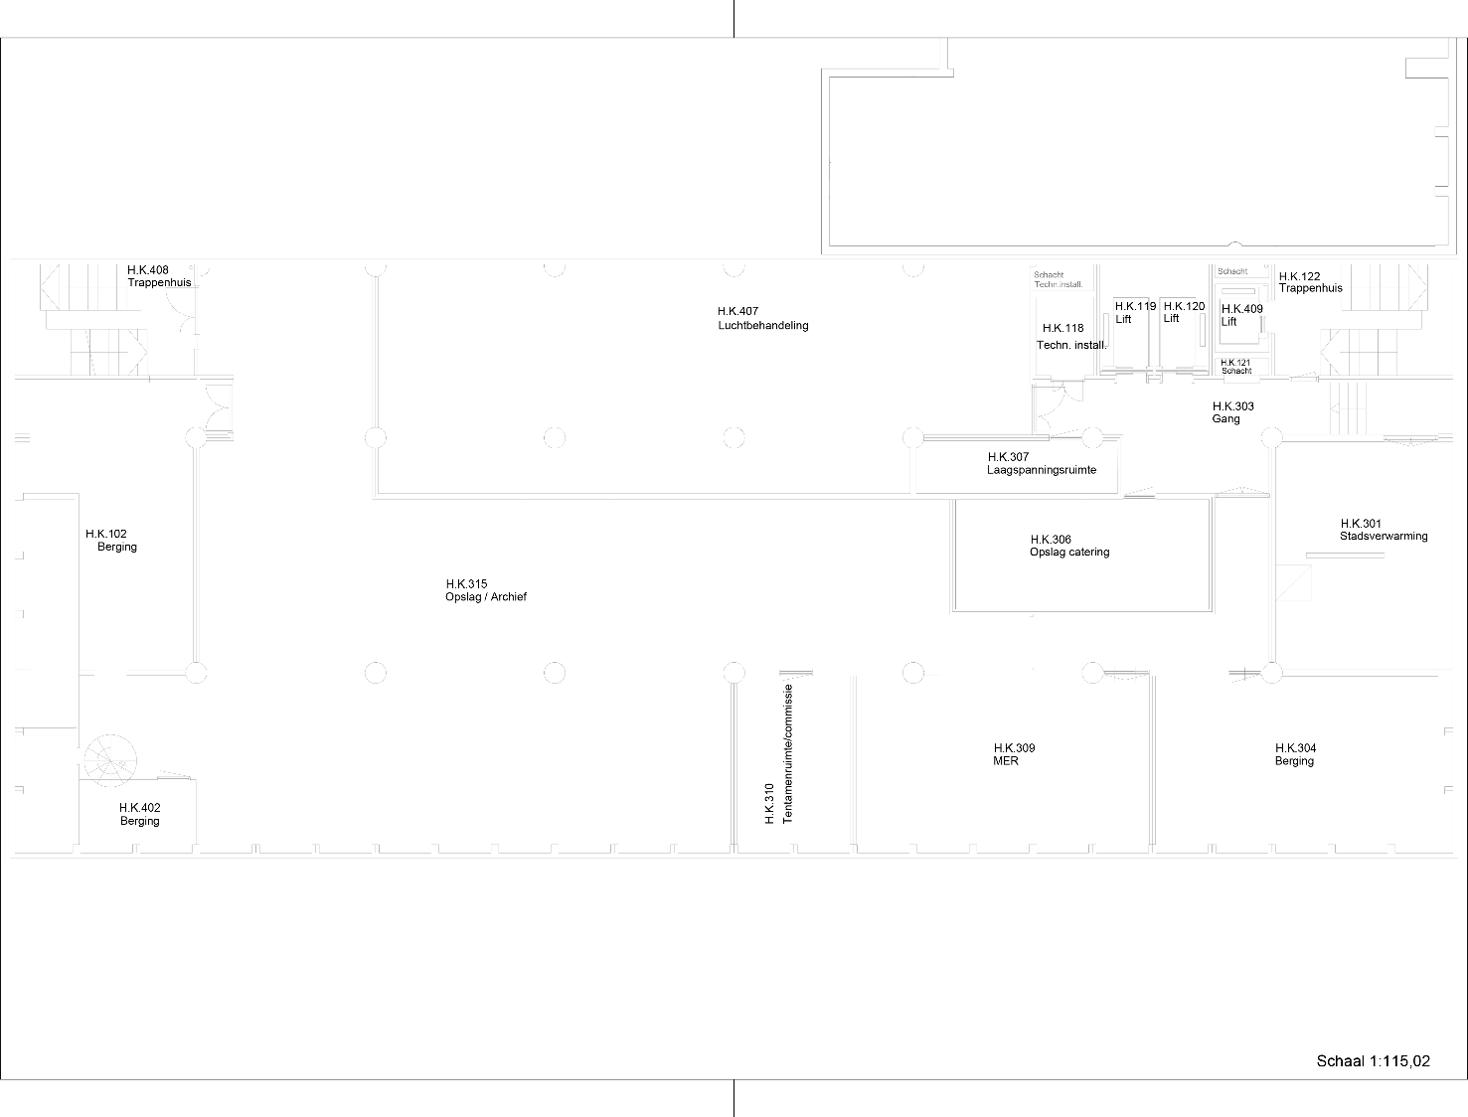 H.K.408
Trappenhuis
Schacht
Techn.install.
Schacht
H.K.122
Trappenhuis
H.K.407
Luchtbehandeling
H.K.118
Techn. install.
H.K.119
Lift
H.K.120
Lift
H.K.409
Lift
H.K.121
Schacht
H.K.303
Gang
H.K.307
Laagspanningsruimte
H.K.102
Berging
H.K.306
Opslag catering
H.K.301
Stadsverwarming
H.K.315
Opslag / Archief
H.K.310
Tentamenruimte/commissie
H.K.309
MER
H.K.304
Berging
H.K.402
Berging
Schaal 1:115,02